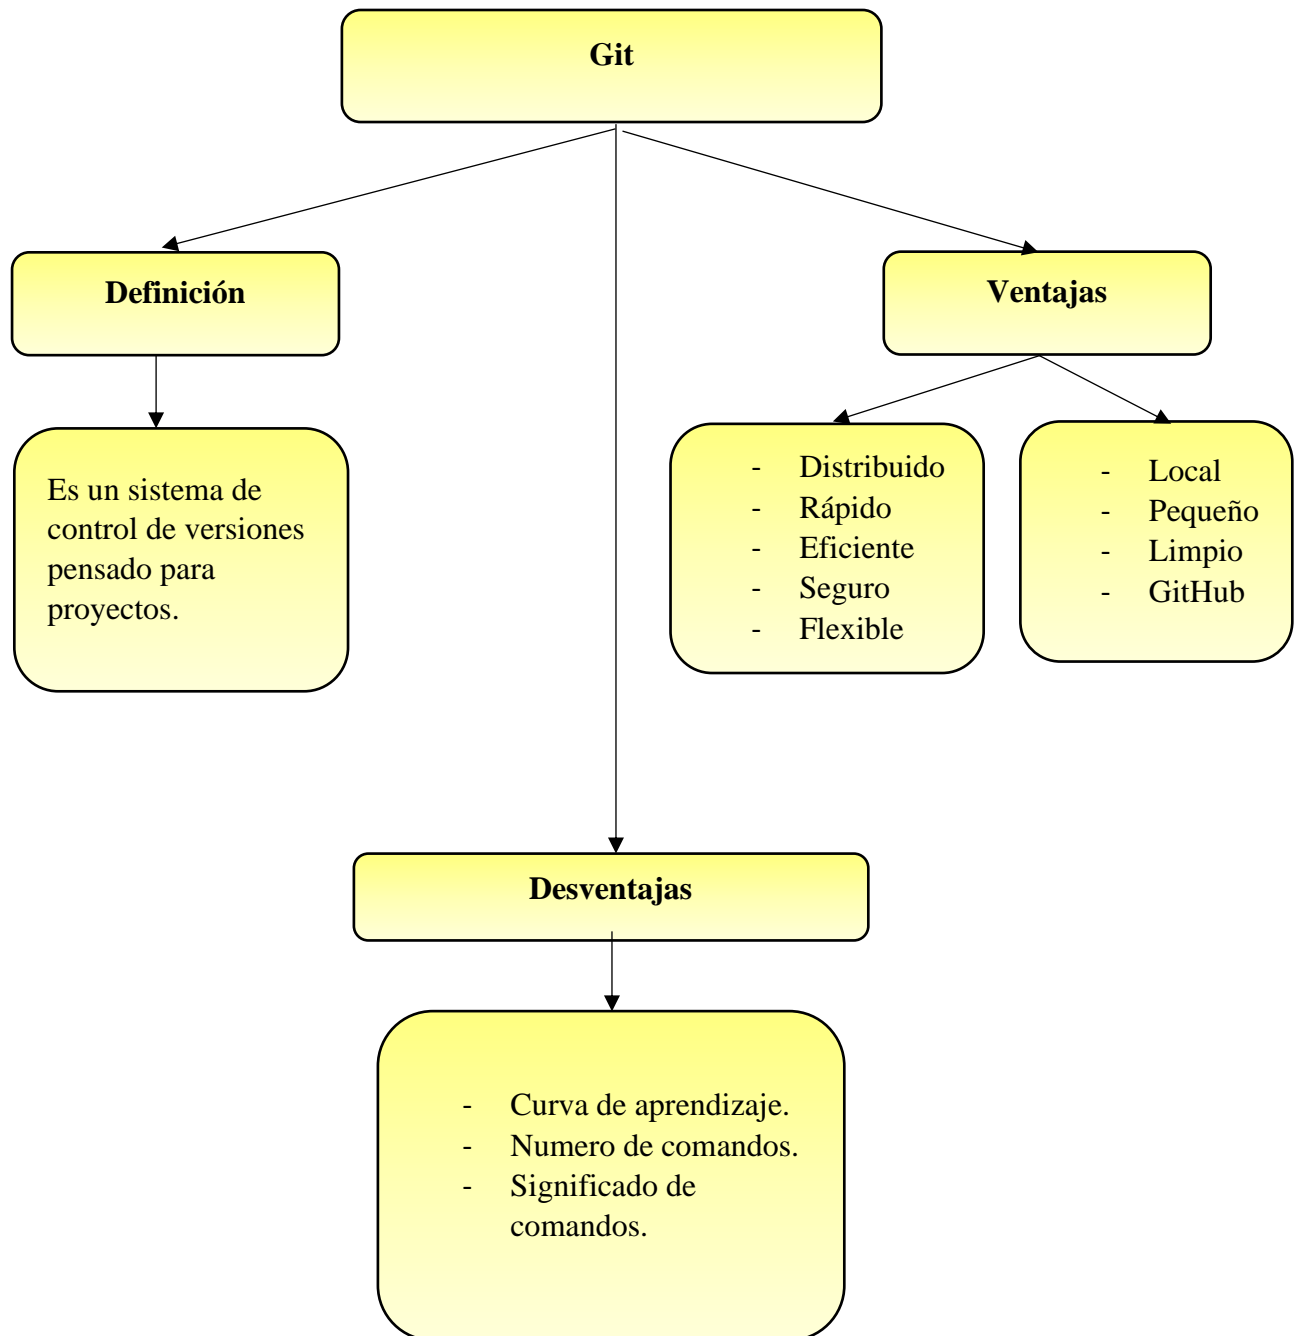 Git
Definición
Ventajas
Es un sistema de
control de versiones
pensado para
proyectos.
- Distribuido
- Rápido
- Eficiente
- Seguro
- Flexible
- Local
- Pequeño
- Limpio
- GitHub
Desventajas
- Curva de aprendizaje.
- Numero de comandos.
- Significado de
comandos.